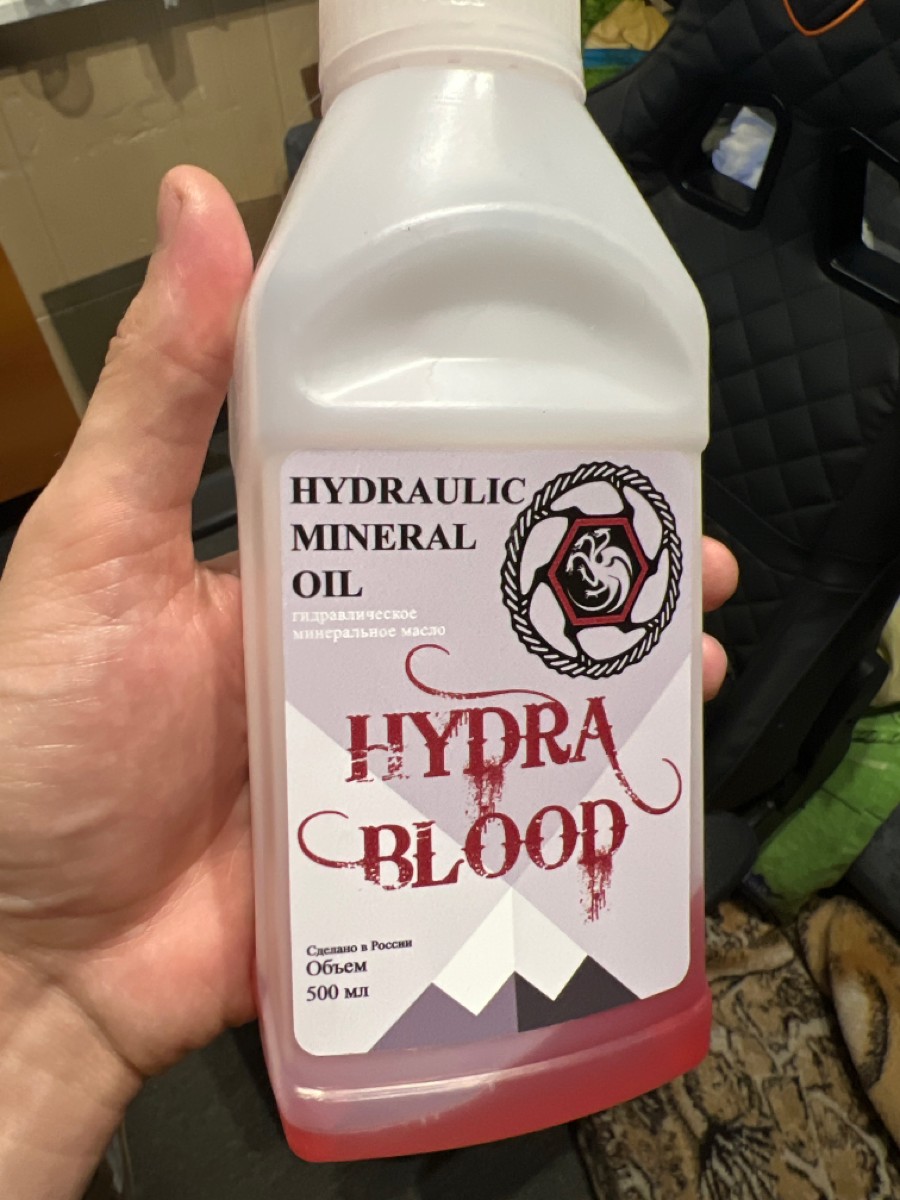 HYDRAULIC
MINERAL
OIL
гидравлическое
минеральное масло
HYDRA
BLOOD
Сделано в России
Объем
500 мл